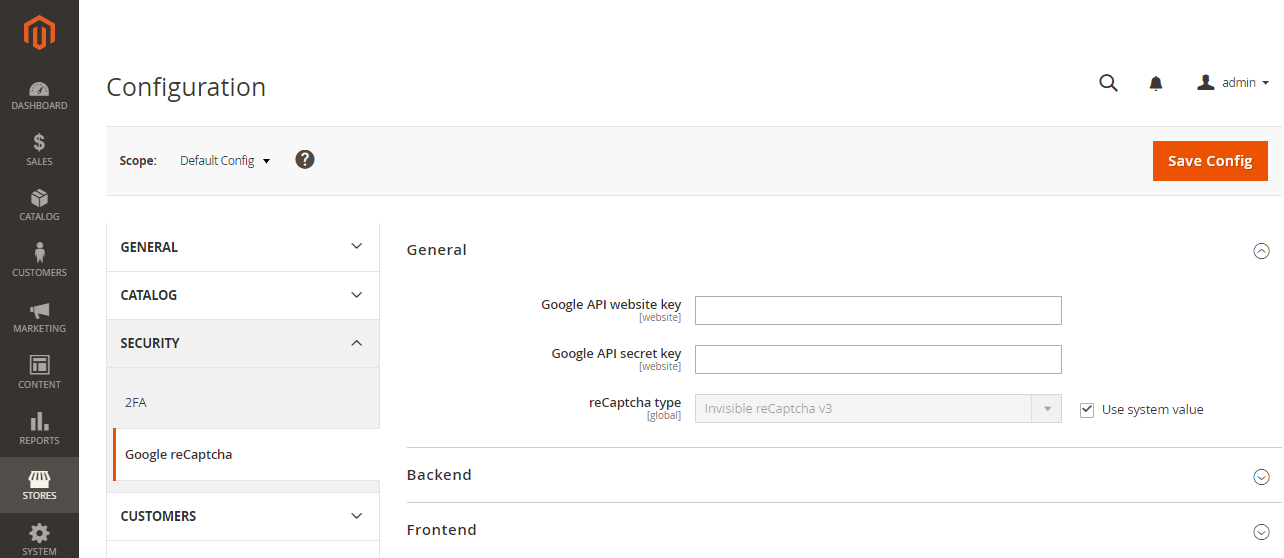 Configuration
admin
Scope: Default Config ?
Save Config
DASHBOARD
$
SALES
CATALOG
CUSTOMERS
MARKETING
CONTENT
REPORTS
STORES
SYSTEM
GENERAL
CATALOG
SECURITY
2FA
Google reCaptcha
CUSTOMERS
General
Google API website key
[website]
Google API secret key
[website]
reCaptcha type
[global]
Invisible reCaptcha v3
Use system value
Backend
Frontend